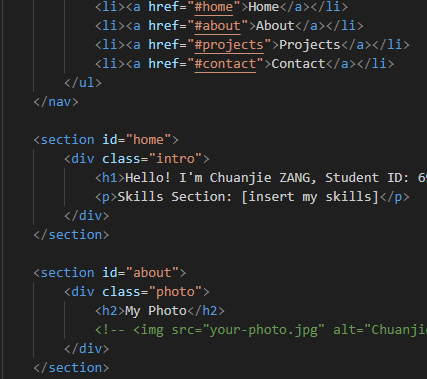 <li><a href="#home">Home</a></li>
<li><a href="#about">About</a></li>
<li><a href="#projects">Projects</a></li>
<li><a href="#contact">Contact</a></li>
</ul>
</nav>
<section id="home">
<div class="intro">
<h1>Hello! I'm Chuanjie ZANG, Student ID: 69
<p>Skills Section: [insert my skills]</p>
</div>
</section>
<section id="about">
<div class="photo">
<h2>My Photo</h2>
<!-- <img src="your-photo.jpg" alt="Chuanjie
</div>
</section>